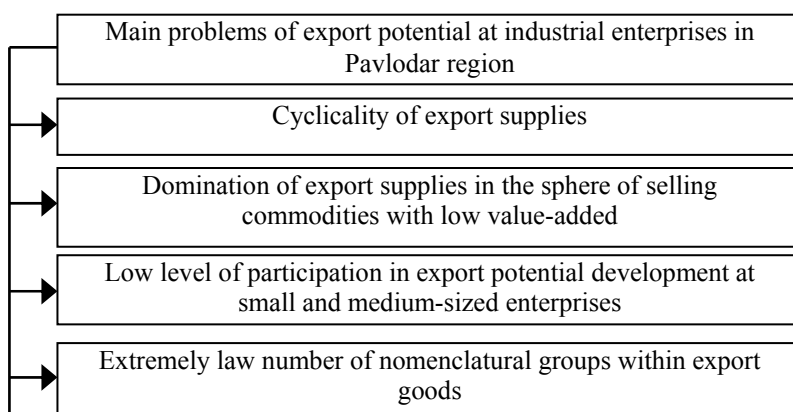 Main problems of export potential at industrial enterprises in
Pavlodar region
Cyclicality of export supplies
Domination of export supplies in the sphere of selling
commodities with low value-added
Low level of participation in export potential development at
small and medium-sized enterprises
Extremely law number of nomenclatural groups within export
goods